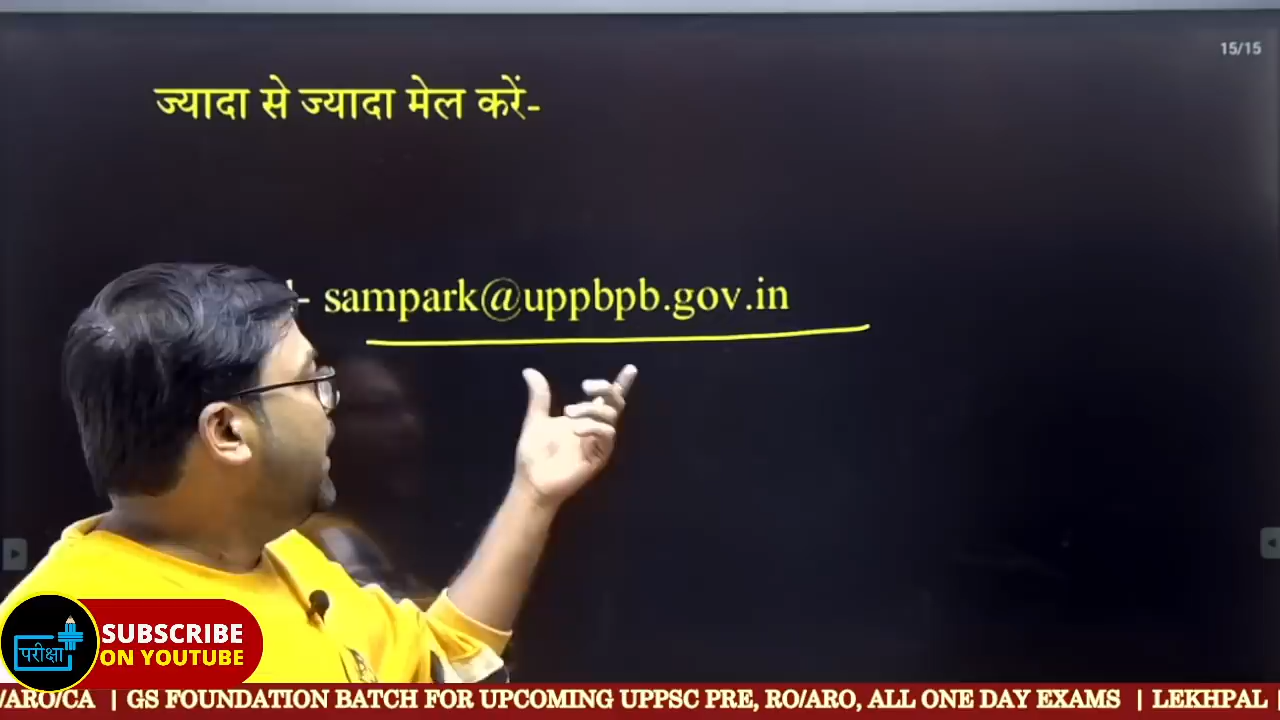 15/15
ज्यादा से ज्यादा मेल करें-
- sampark@uppbpb.gov.in
परीक्षा
SUBSCRIBE
ON YOUTUBE
/ARO/CA | GS FOUNDATION BATCH FOR UPCOMING UPPSC PRE, RO/ARO, ALL ONE DAY EXAMS | LEKHPAL |